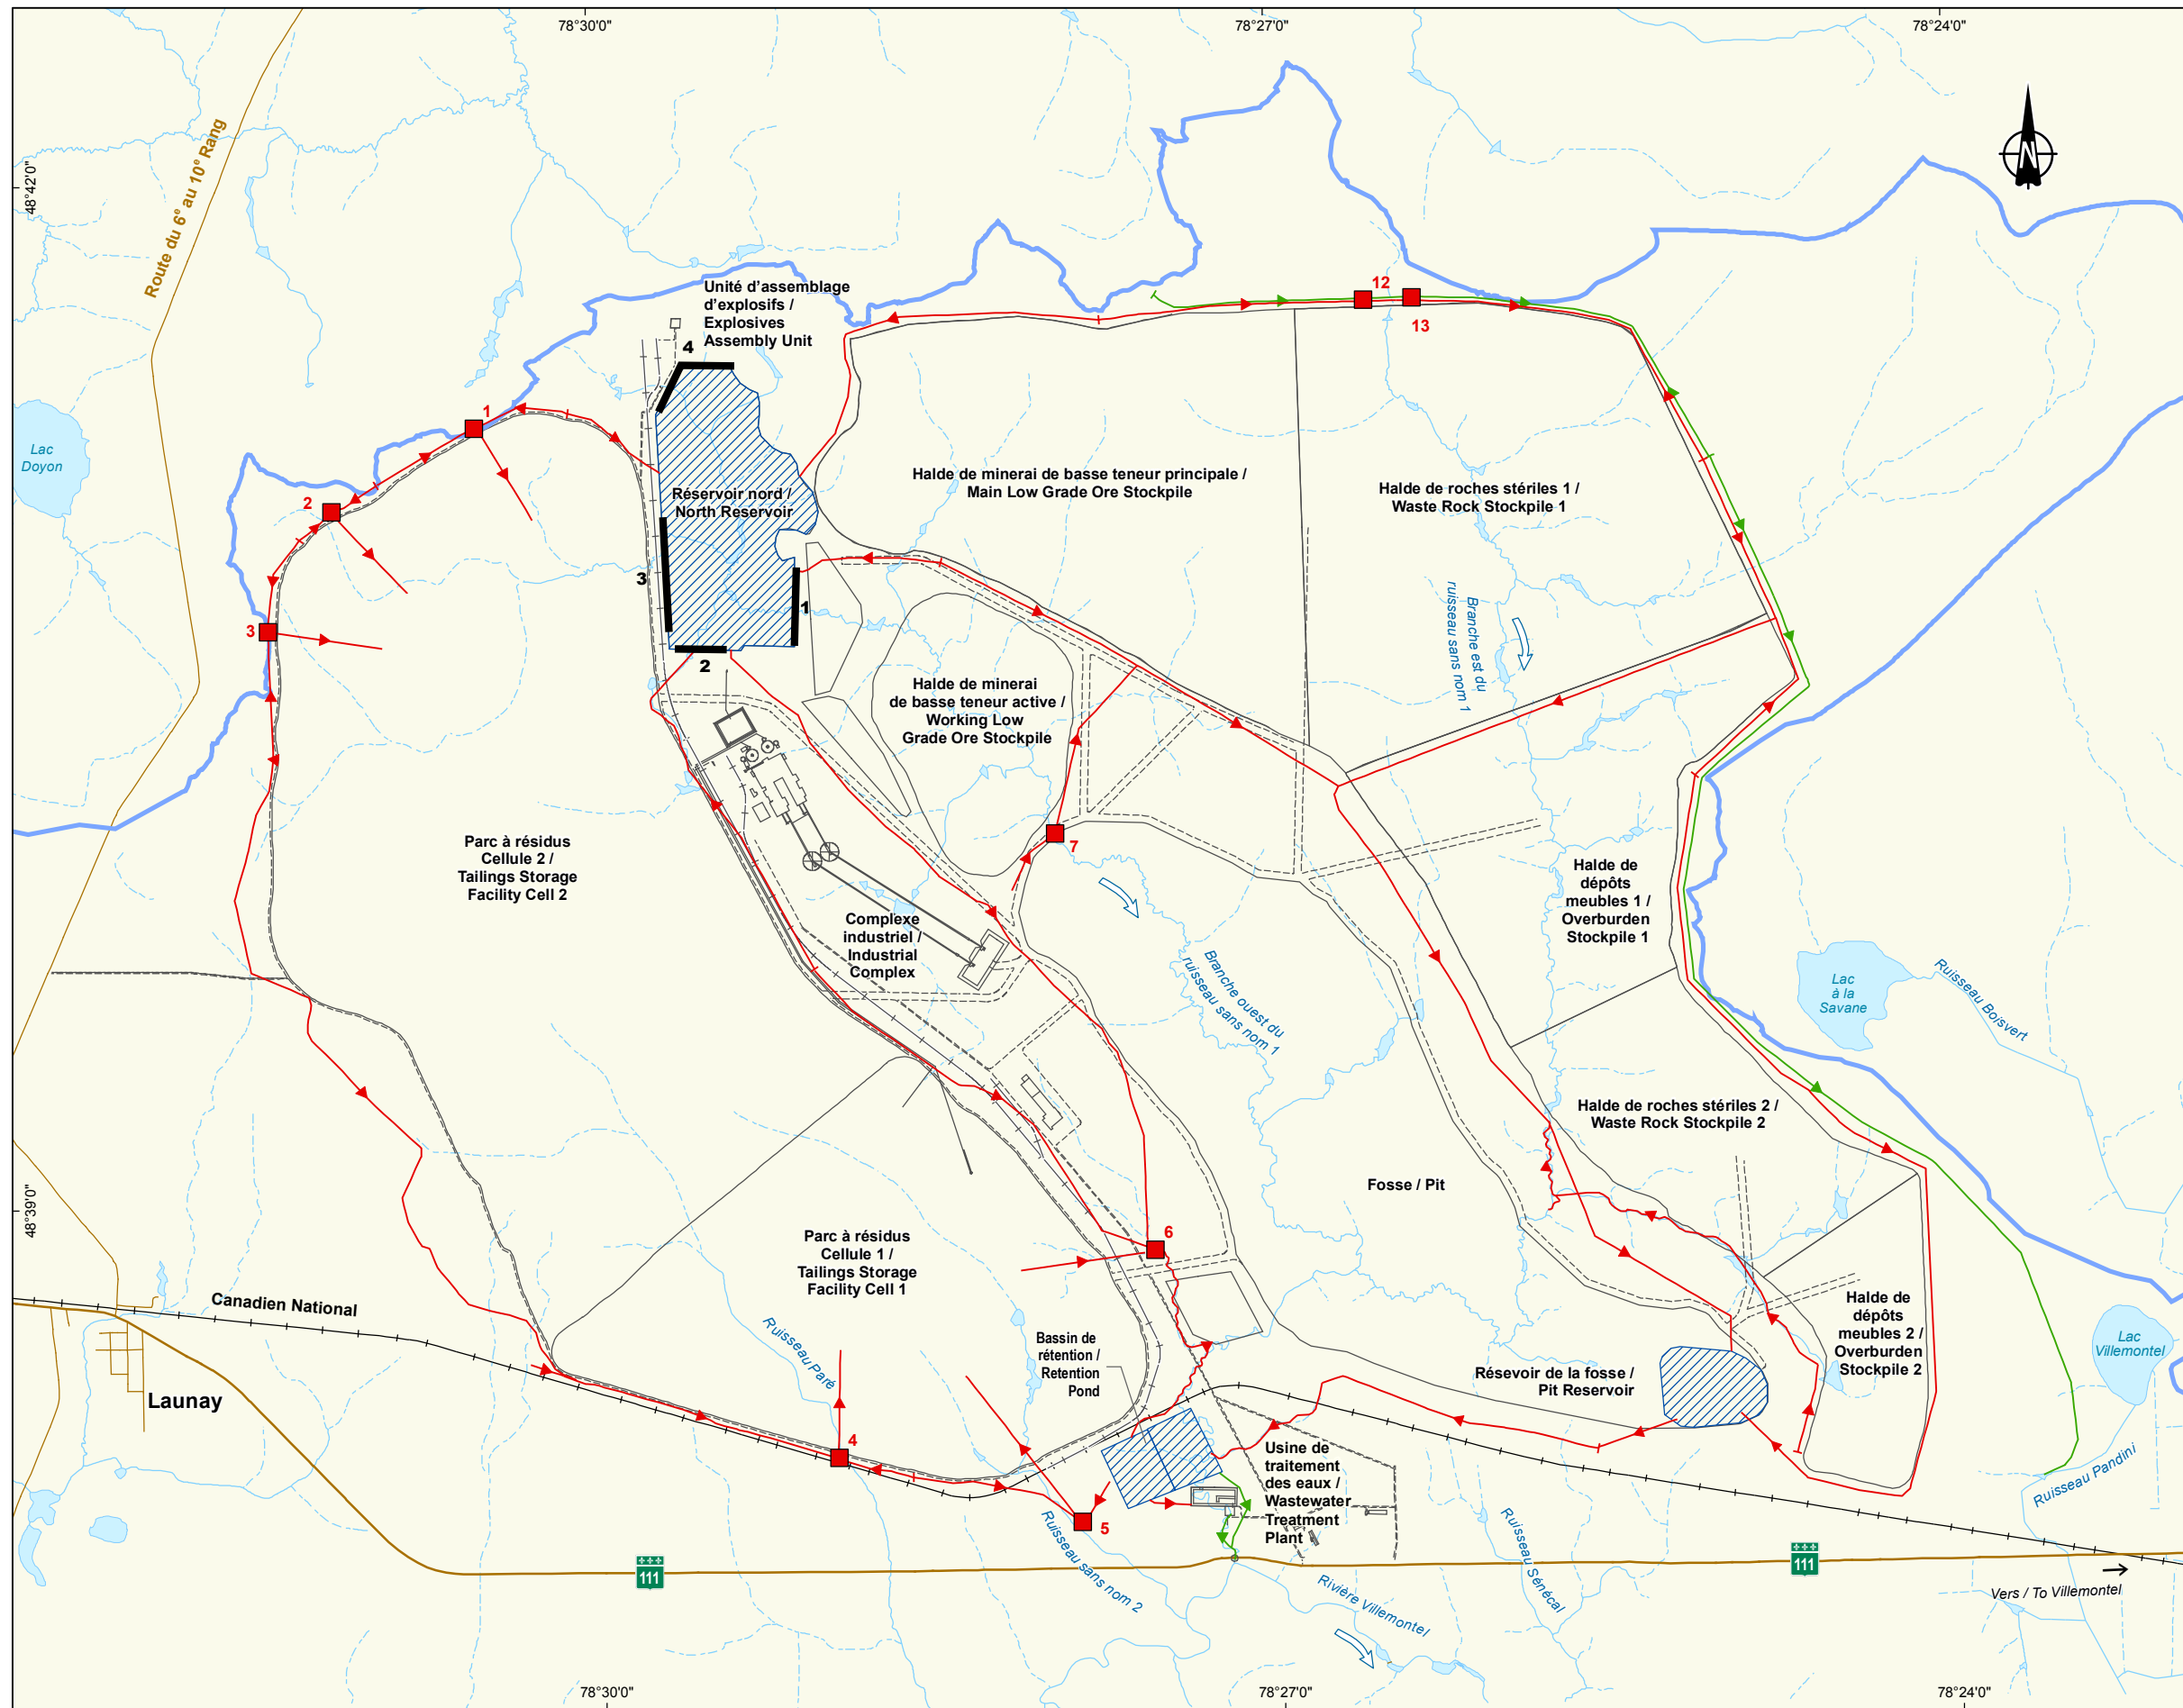 78°30'0"
78°27'0"
78°24'0"
48°42'0"
Route du 6e au 10e Rang
N
Unité d'assemblage
d'explosifs /
Explosives
Assembly Unit
4
12
13
1
Lac
Doyon
2
Réservoir nord /
North Reservoir
Halde de minerai de basse teneur principale /
Main Low Grade Ore Stockpile
Halde de roches stériles 1 /
Waste Rock Stockpile 1
3
3
1
2
Branche est du
ruisseau sans nom 1
Halde de minerai
de basse teneur active /
Working Low
Grade Ore Stockpile
7
Parc à résidus
Cellule 2 /
Tailings Storage
Facility Cell 2
Complexe
industriel /
Industrial
Complex
Halde de
dépôts
meubles 1 /
Overburden
Stockpile 1
Branche ouest du
ruisseau sans nom 1
Lac
à la
Savane
Ruisseau Boisvert
Halde de roches stériles 2 /
Waste Rock Stockpile 2
Fosse / Pit
48°39'0"
6
Parc à résidus
Cellule 1 /
Tailings Storage
Facility Cell 1
Canadien National
Ruisseau Paré
Bassin de
rétention /
Retention
Pond
Halde de
dépôts
meubles 2 /
Overburden
Stockpile 2
Lac
Villemontel
Résevoir de la fosse /
Pit Reservoir
Launay
4
5
Usine de
traitement
des eaux /
Wastewater
Treatment
Plant
Ruisseau Pandini
Ruisseau sans nom 2
Ruisseau Sénécal
Rivière Villemontel
111
111
Vers / To Villemontel
78°30'0"
78°27'0"
78°24'0"